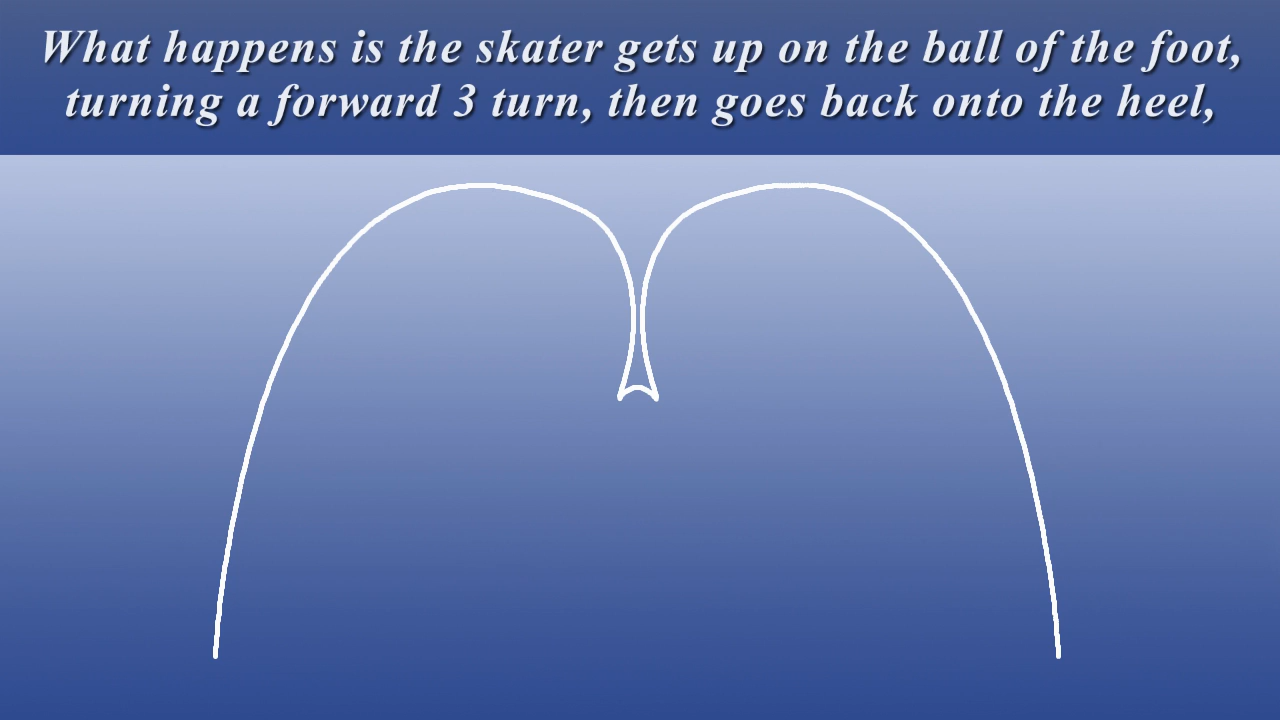 What happens is the skater gets up on the ball of the foot,
turning a forward 3 turn, then goes back onto the heel,